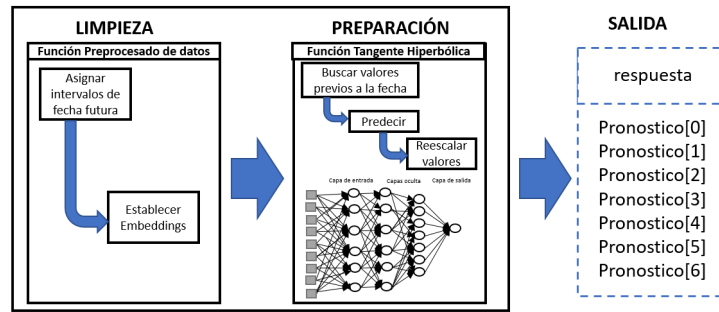 LIMPIEZA
Función Preprocesado de datos
Asignar
intervalos de
fecha futura
Establecer
Embeddings
PREPARACIÓN
Función Tangente Hiperbólica
Buscar valores
previos a la fecha
Predecir
Reescalar
valores
Capa de entrada
Capas oculta
Capa de salida
SALIDA
respuesta
Pronostico[0]
Pronostico[1]
Pronostico[2]
Pronostico[3]
Pronostico[4]
Pronostico[5]
Pronostico[6]